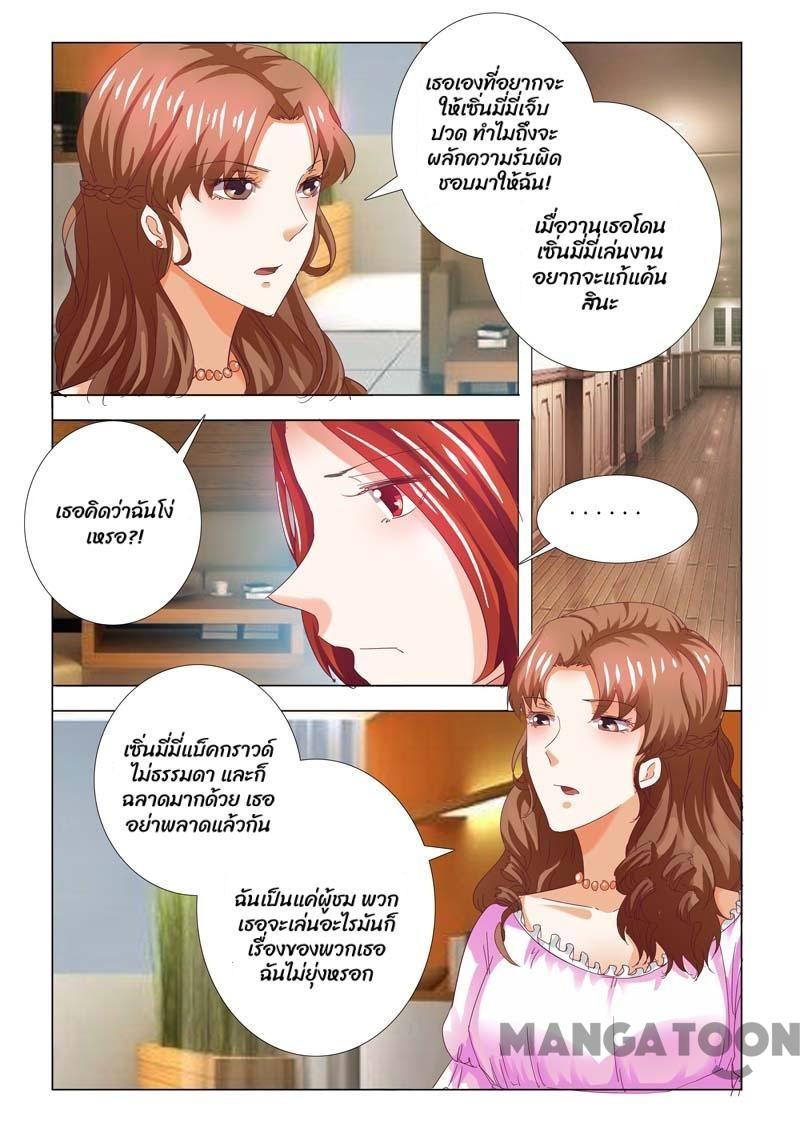 เธอเองที่อยากจะ
ให้เซิ่นมี่มี่เจ็บ
ปวด ทำไมถึงจะ
ผลักความรับผิด
ชอบมาให้ฉัน!
เมื่อวานเธอโดน
เซิ่นมี่มี่เล่นงาน
อยากจะแก้แค้น
สินะ
เธอคิดว่าฉันโง่
เหรอ?!
......
เซิ่นมี่มี่แบ็คกราวด์
ไม่ธรรมดา และก็
ฉลาดมากด้วย เธอ
อย่าพลาดแล้วกัน
ฉันเป็นแค่ผู้ชม พวก
เธอจะเล่นอะไรมันก็
เรื่องของพวกเธอ
ฉันไม่ยุ่งหรอก
MANGATOON